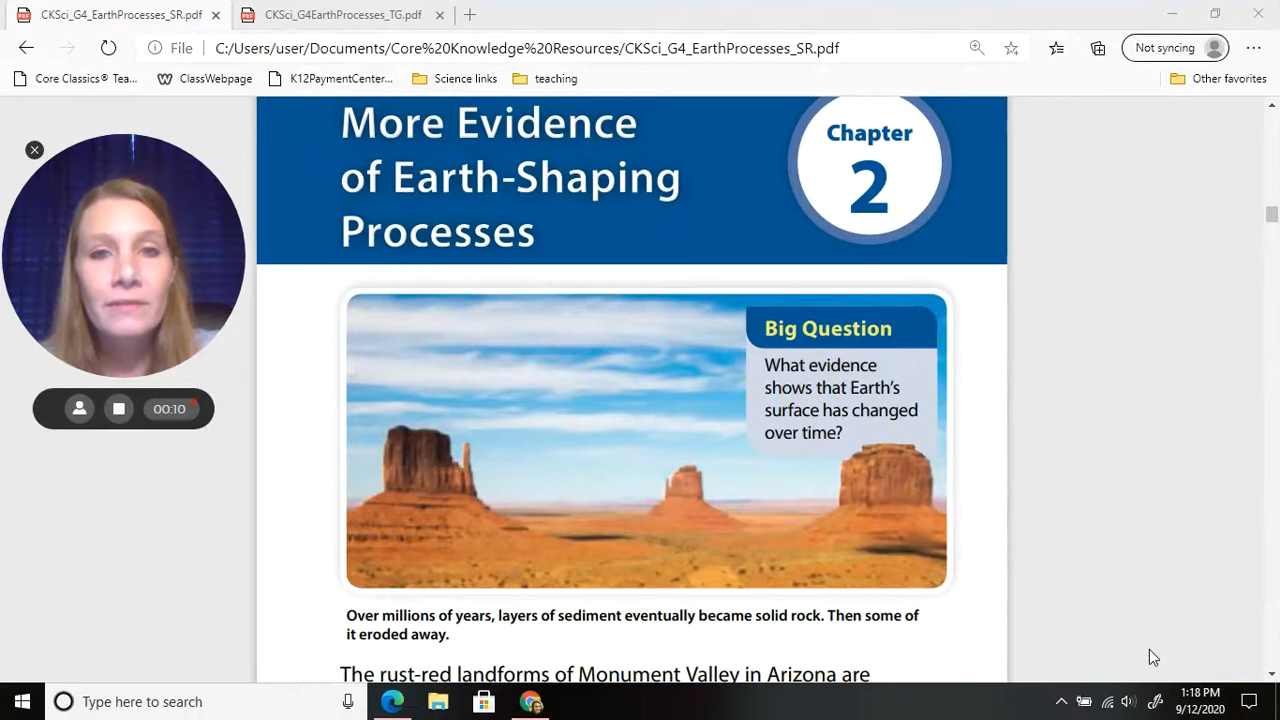 CKSci_G4_EarthProcesses_SR.pdf
CKSci_G4EarthProcesses_TG.pdf
File
C:/Users/user/Documents/Core%20Knowledge%20Resources/CKSci_G4_EarthProcesses_SR.pdf
Not syncing
Core Classics® Tea...
W ClassWebpage
K12PaymentCenter...
Science links
teaching
Other favorites
More Evidence
of Earth-Shaping
Processes
Chapter
2
Big Question
What evidence
shows that Earth's
surface has changed
over time?
00:10
Over millions of years, layers of sediment eventually became solid rock. Then some of
it eroded away.
The rust-red landforms of Monument Valley in Arizona are
Type here to search
1:18 PM
9/12/2020